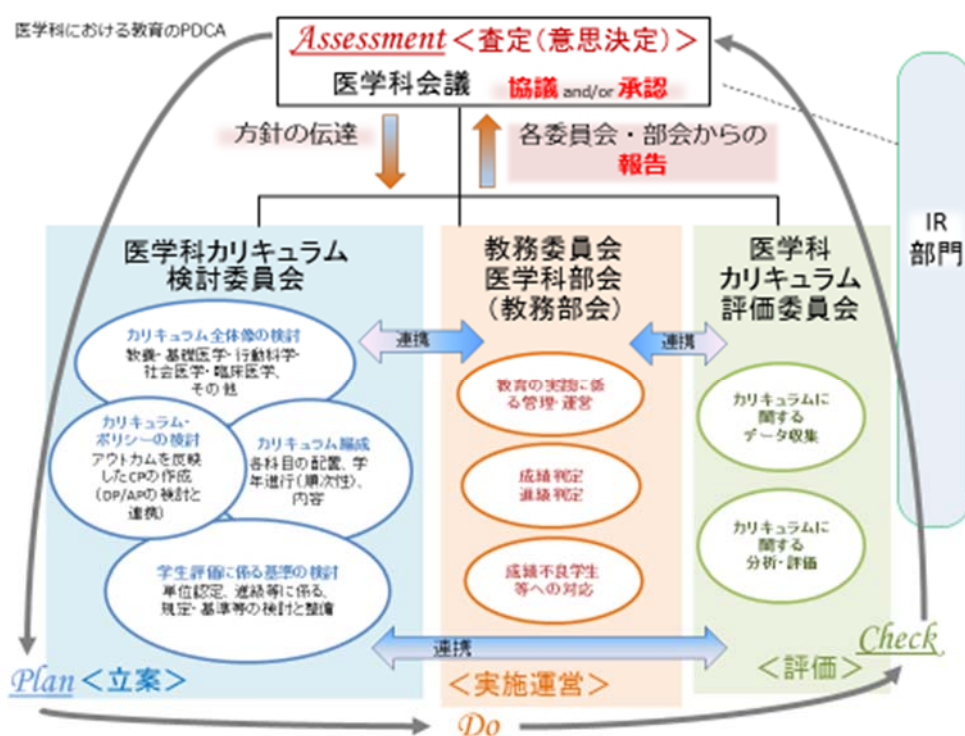 医学科における教育のPDCA
Assessment＜査定(意思決定)＞
医学科会議 協議 and/or 承認
方針の伝達
各委員会・部会からの
報告
IR
部門
医学科カリキュラム
検討委員会
カリキュラム全体像の検討
教養・基礎医学・行動科学・
社会医学・臨床医学、
その他
カリキュラム・
ポリシーの検討
アウトカムを反映
したCPの作成
(DP/APの検討と
連携)
カリキュラム編成
各科目の配置、学
年進行(順次性)、
内容
学生評価に係る基準の検討
単位認定、進級等に係る、
規定・基準等の検討と整備
連携
教務委員会
医学科部会
(教務部会)
教育の実践に係
る管理・運営
成績判定
進級判定
成績不良学生
等への対応
連携
医学科
カリキュラム
評価委員会
カリキュラムに
関する
データ収集
カリキュラムに
関する
分析・評価
連携
Plan＜立案＞
＜実施運営＞
Do
＜評価＞
Check